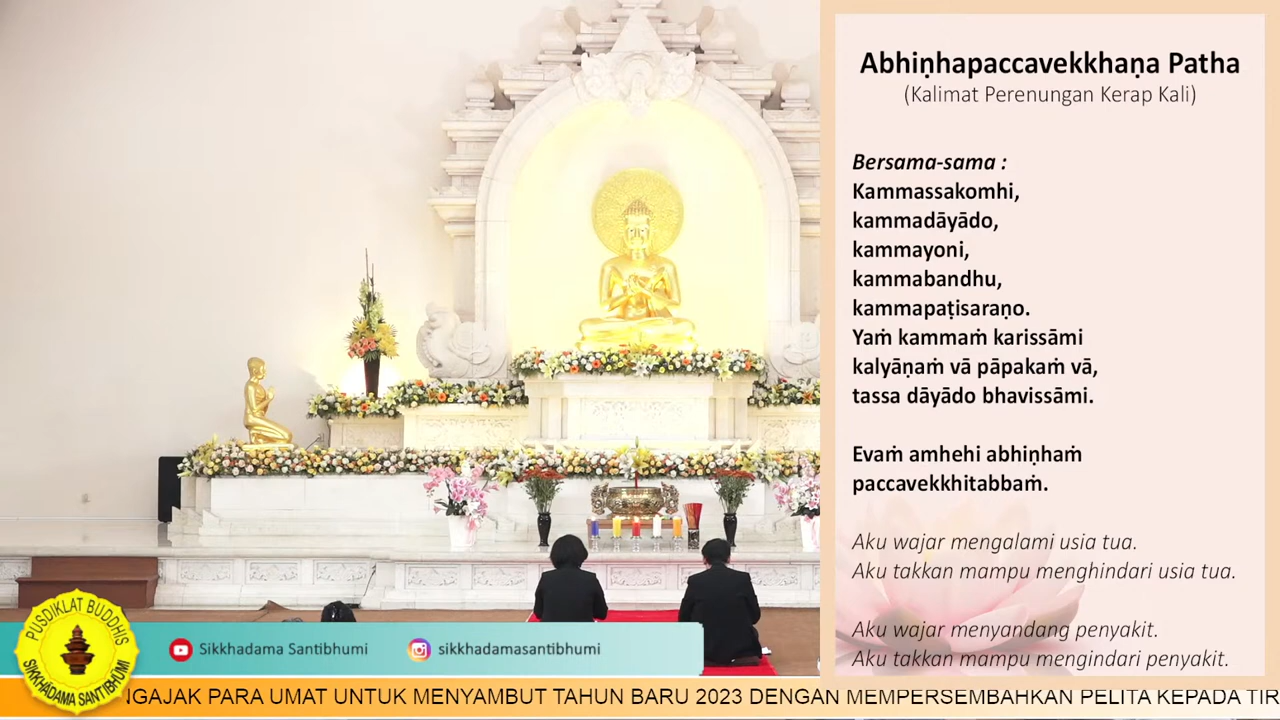 Abhiṇhapaccavekkhaṇa Patha
(Kalimat Perenungan Kerap Kali)
Bersama-sama :
Kammassakomhi,
kammadāyādo,
kammayoni,
kammabandhu,
kammapaṭisaraṇo.
Yaṁ kammaṁ karissāmi
kalyāṇaṁ vā pāpakaṁ vā,
tassa dāyādo bhavissāmi.
Evaṁ amhehi abhiṇhaṁ
paccavekkhitabbaṁ.
Aku wajar mengalami usia tua.
Aku takkan mampu menghindari usia tua.
Aku wajar menyandang penyakit.
Aku takkan mampu mengindari penyakit.
PUSDIKLAT BUDDHIS
SIKKHADAMA SANTIBHUMI
Sikkhadama Santibhumi
sikkhadamasantibhumi
NGAJAK PARA UMAT UNTUK MENYAMBUT TAHUN BARU 2023 DENGAN MEMPERSEMBAHKAN PELITA KEPADA TIR